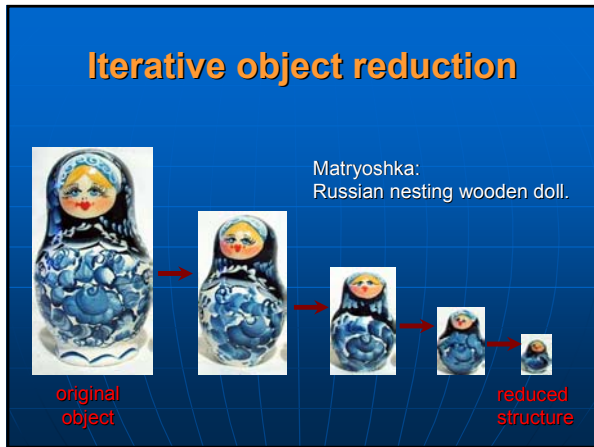 Iterative object reduction
Matryoshka:
Russian nesting wooden doll.
original
object
reduced
structure